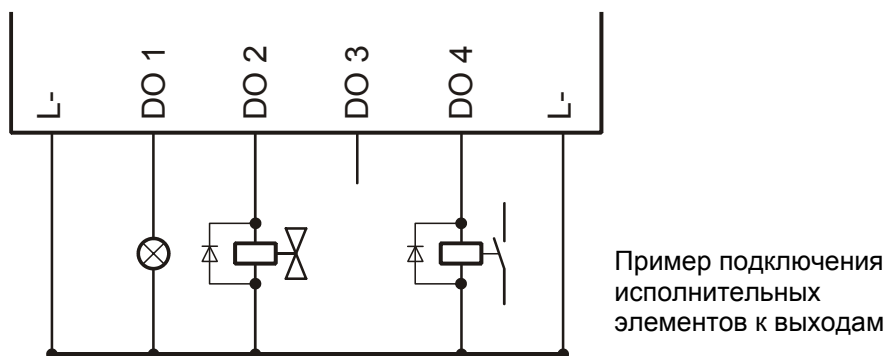 L-
DO 1
DO 2
DO 3
DO 4
L-
Пример подключения
исполнительных
элементов к выходам